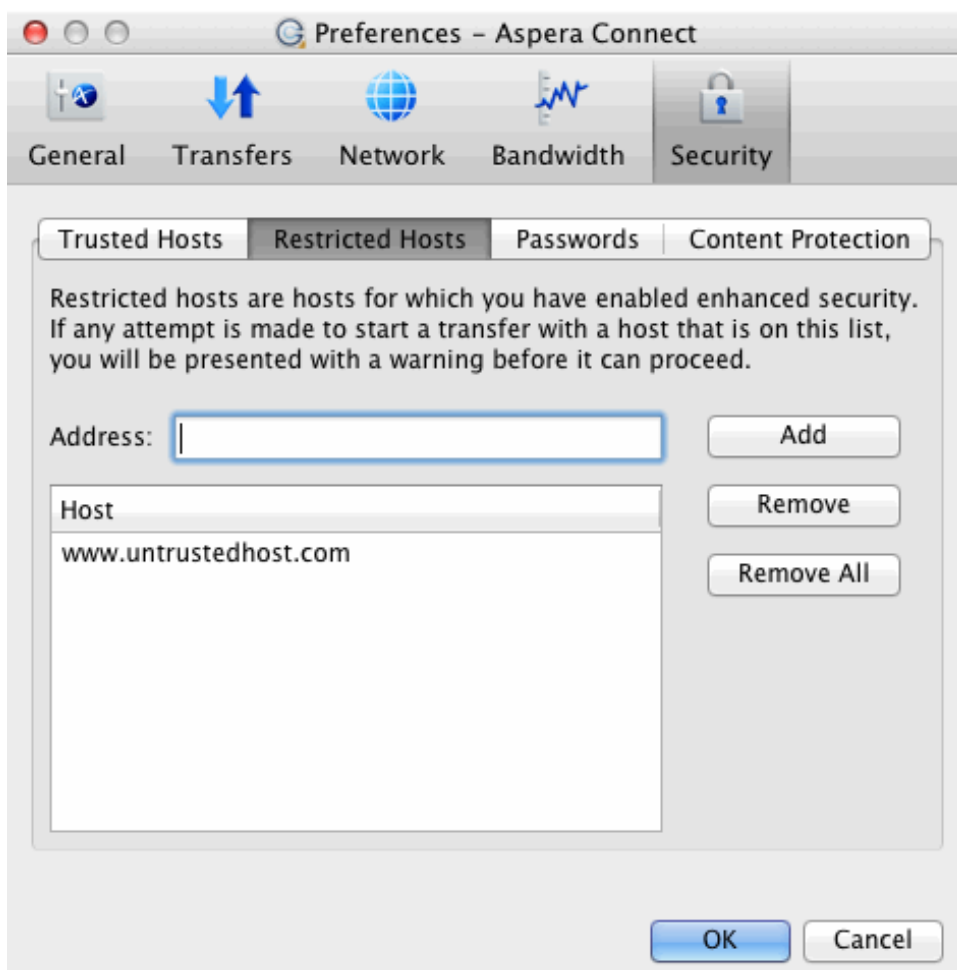 Preferences – Aspera Connect
General Transfers Network Bandwidth Security
Trusted Hosts Restricted Hosts Passwords Content Protection
Restricted hosts are hosts for which you have enabled enhanced security.
If any attempt is made to start a transfer with a host that is on this list,
you will be presented with a warning before it can proceed.
Address: Add
Host Remove
www.untrustedhost.com
Remove All
OK Cancel